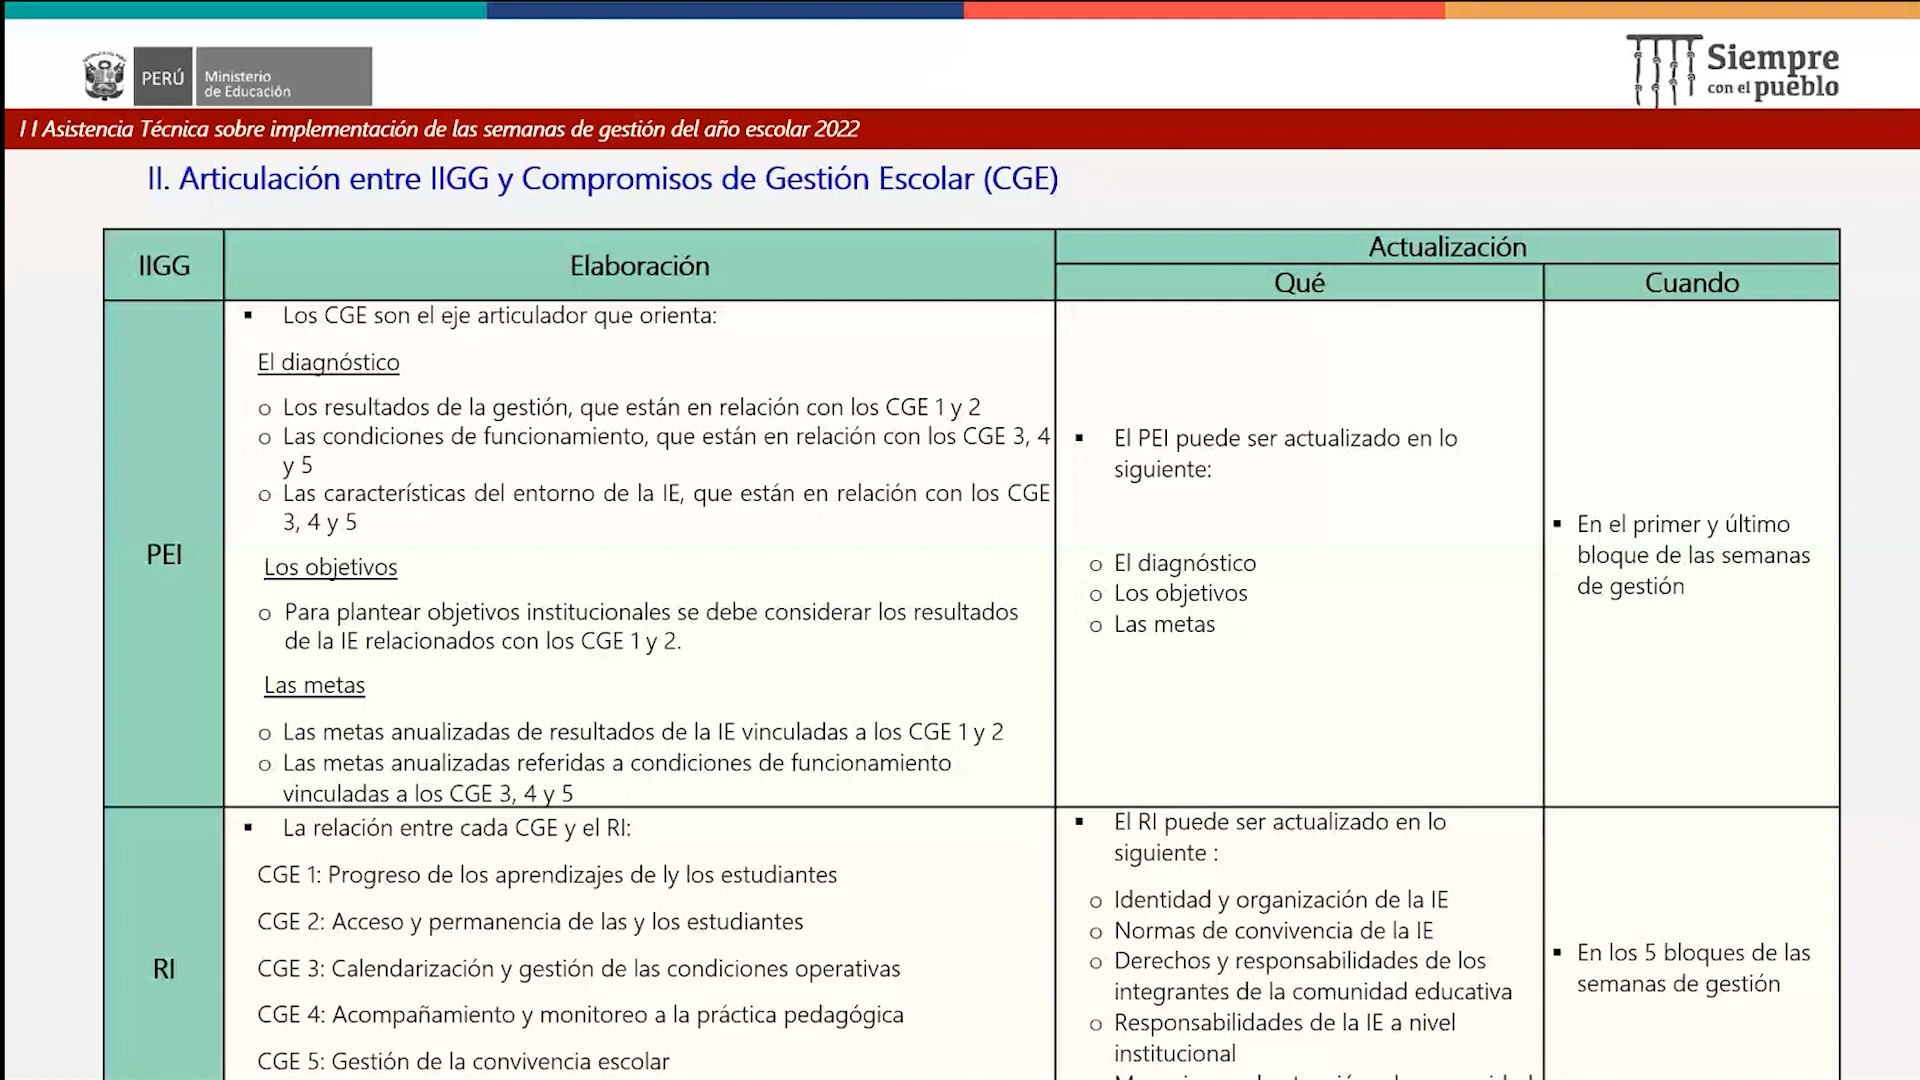 PERÚ
Ministerio
de Educación
Siempre
con el pueblo
I I Asistencia Técnica sobre implementación de las semanas de gestión del año escolar 2022
II. Articulación entre IIGG y Compromisos de Gestión Escolar (CGE)
IIGG
Elaboración
Actualización
Qué
Cuando
PEI
▪ Los CGE son el eje articulador que orienta:
El diagnóstico
o Los resultados de la gestión, que están en relación con los CGE 1 y 2
o Las condiciones de funcionamiento, que están en relación con los CGE 3, 4
y 5
o Las características del entorno de la IE, que están en relación con los CGE
3, 4 y 5
Los objetivos
o Para plantear objetivos institucionales se debe considerar los resultados
de la IE relacionados con los CGE 1 y 2.
Las metas
o Las metas anualizadas de resultados de la IE vinculadas a los CGE 1 y 2
o Las metas anualizadas referidas a condiciones de funcionamiento
vinculadas a los CGE 3, 4 y 5
▪ El PEI puede ser actualizado en lo
siguiente:
o El diagnóstico
o Los objetivos
o Las metas
▪ En el primer y último
bloque de las semanas
de gestión
RI
▪ La relación entre cada CGE y el RI:
CGE 1: Progreso de los aprendizajes de ly los estudiantes
CGE 2: Acceso y permanencia de las y los estudiantes
CGE 3: Calendarización y gestión de las condiciones operativas
CGE 4: Acompañamiento y monitoreo a la práctica pedagógica
CGE 5: Gestión de la convivencia escolar
▪ El RI puede ser actualizado en lo
siguiente :
o Identidad y organización de la IE
o Normas de convivencia de la IE
o Derechos y responsabilidades de los
integrantes de la comunidad educativa
o Responsabilidades de la IE a nivel
institucional
▪ En los 5 bloques de las
semanas de gestión